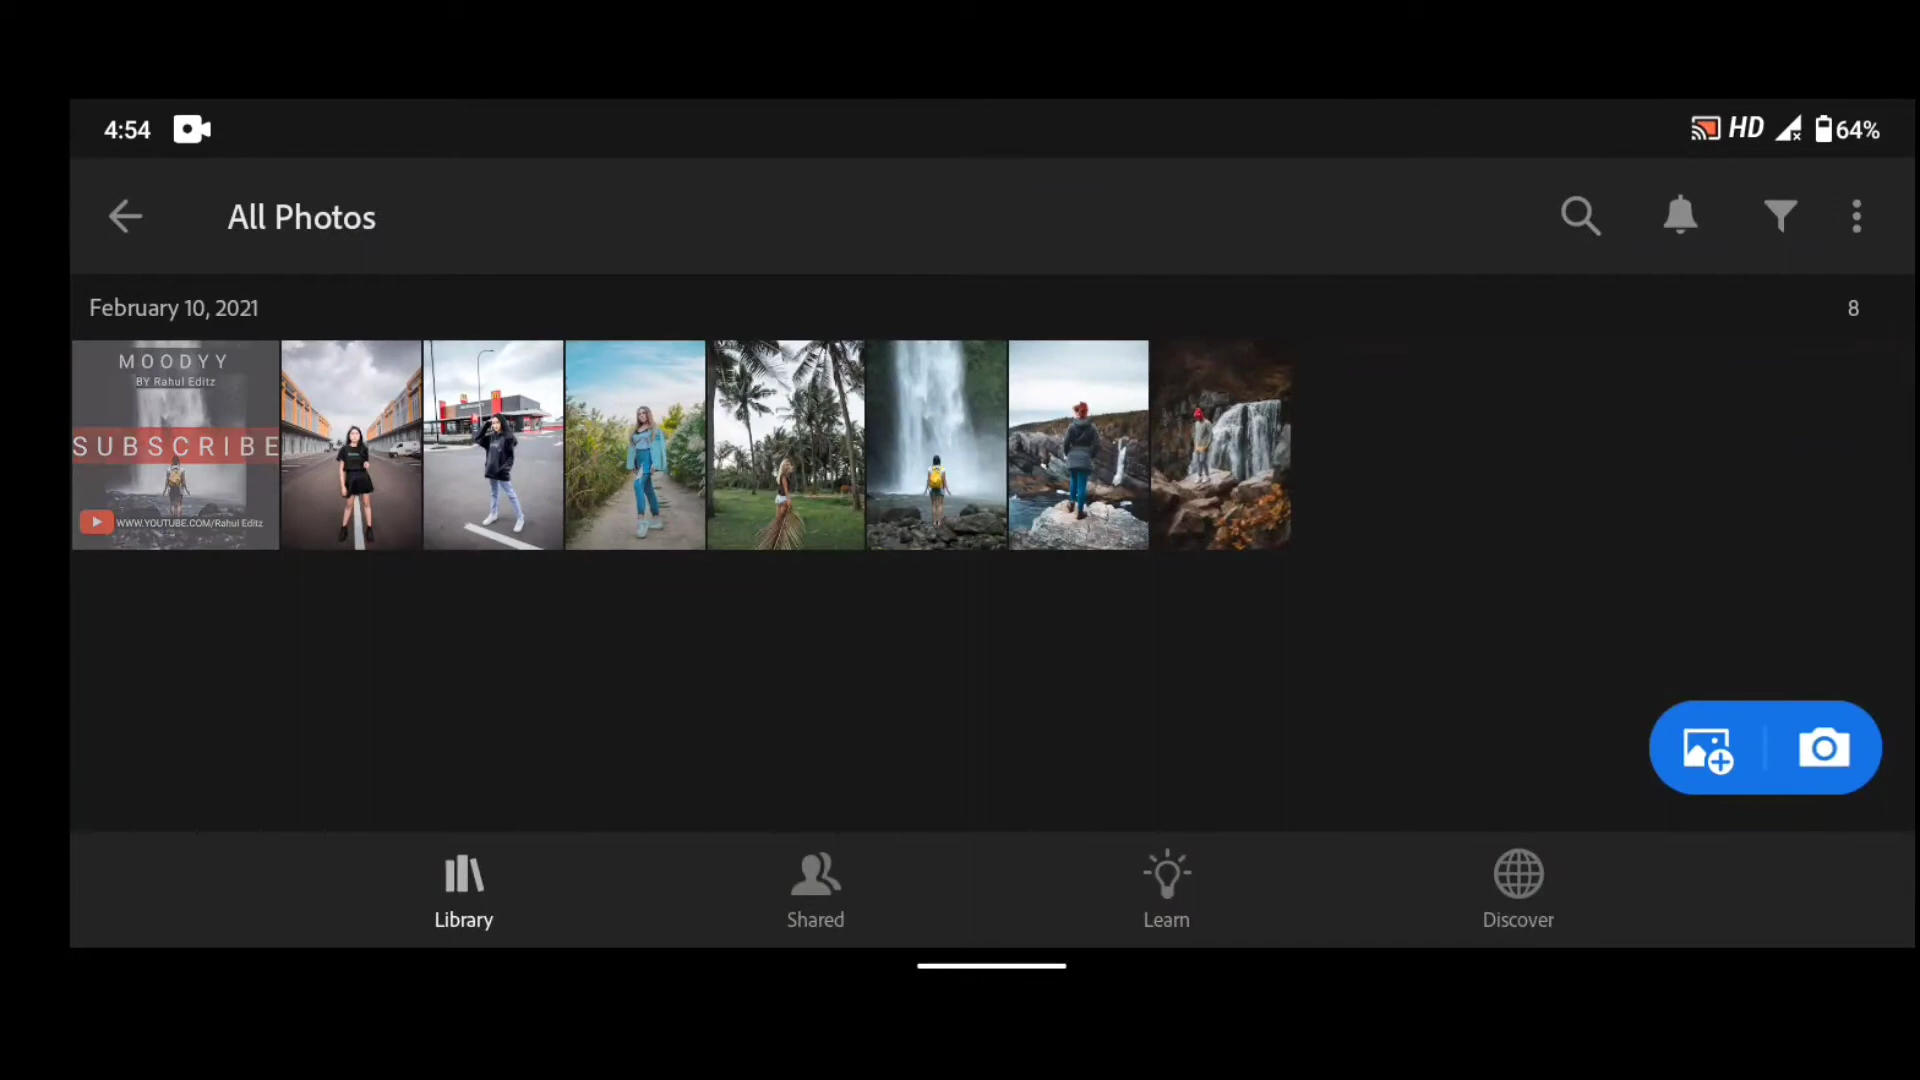 4:54
HD
64%
All Photos
February 10, 2021
8
MOODYY
BY Rahul Editz
SUBSCRIBE
WWW.YOUTUBE.COM/Rahul Editz
Library
Shared
Learn
Discover